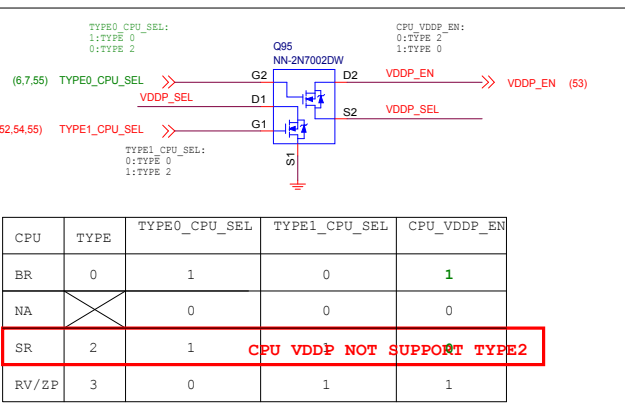 TYPE0_CPU_SEL:
1:TYPE 0
0:TYPE 2
CPU_VDDP_EN:
0:TYPE 2
1:TYPE 0
Q95
NN-2N7002DW
(6,7,55) TYPE0_CPU_SEL
G2
D2
VDDP_EN
VDDP_EN (53)
VDDP_SEL
D1
S2
VDDP_SEL
52,54,55) TYPE1_CPU_SEL
G1
TYPE1_CPU_SEL:
0:TYPE 0
1:TYPE 2
S1
CPU TYPE TYPE0_CPU_SEL TYPE1_CPU_SEL CPU_VDDP_EN
BR 0 1 0 1
NA 0 0 0
SR 2 1 1 0
CPU VDDP NOT SUPPORT TYPE2
RV/ZP 3 0 1 1